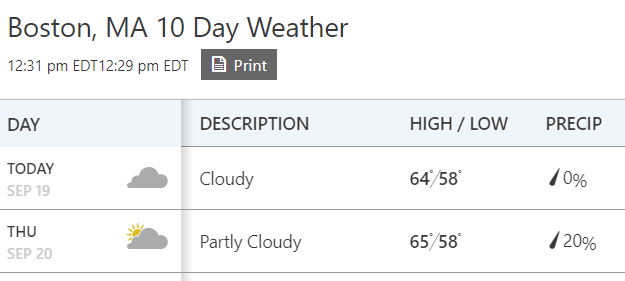 Boston, MA 10 Day Weather
12:31 pm EDT12:29 pm EDT Print
DAY DESCRIPTION HIGH / LOW PRECIP
TODAY
SEP 19 Cloudy 64°/58° 0%
THU
SEP 20 Partly Cloudy 65°/58° 20%